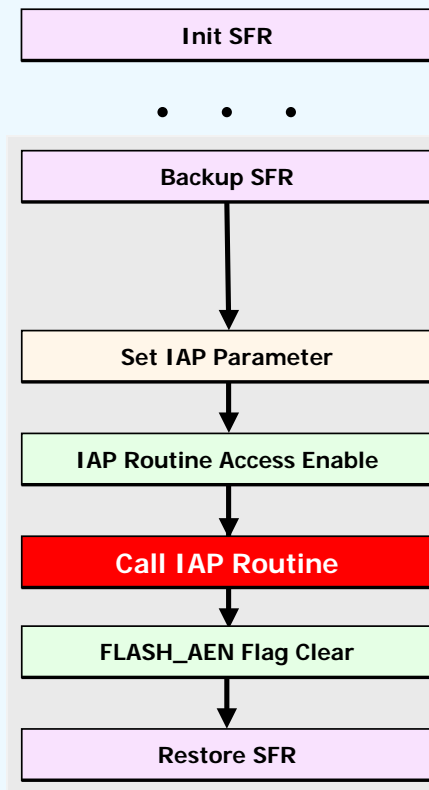 Init SFR
• • •
Backup SFR
Set IAP Parameter
IAP Routine Access Enable
Call IAP Routine
FLASH_AEN Flag Clear
Restore SFR